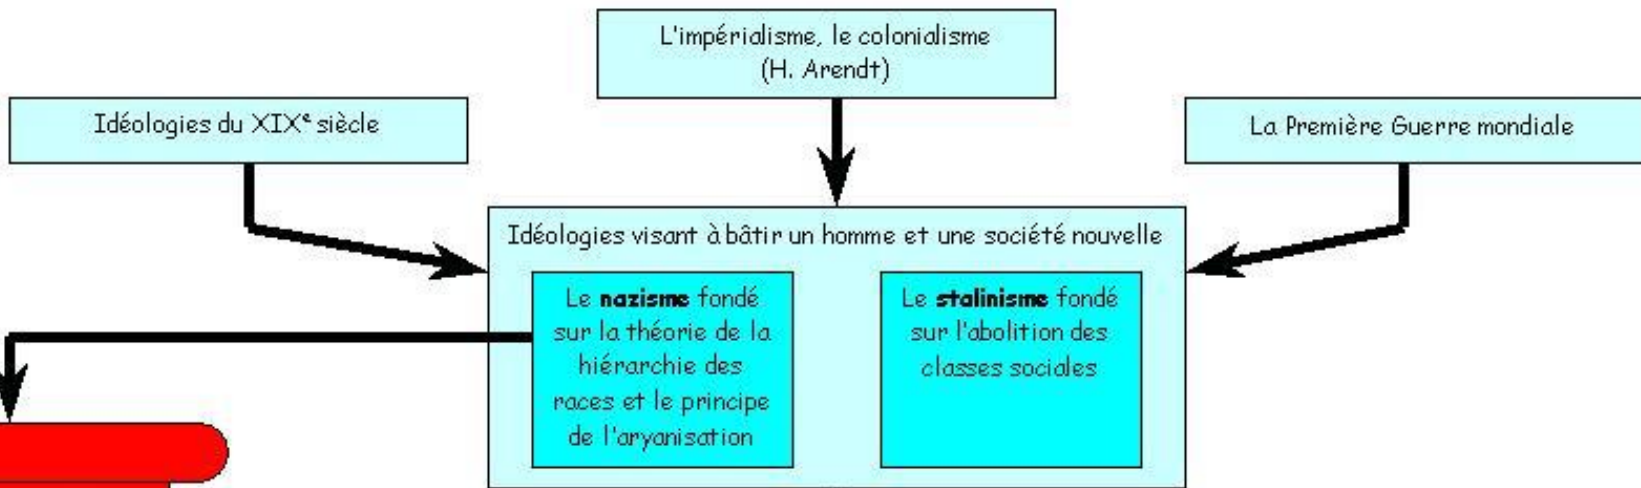 L'impérialisme, le colonialisme
(H. Arendt)
Idéologies du XIXe siècle
La Première Guerre mondiale
Idéologies visant à bâtir un homme et une société nouvelle
Le nazisme fondé
sur la théorie de la
hiérarchie des
races et le principe
de l'aryanisation
Le stalinisme fondé
sur l'abolition des
classes sociales